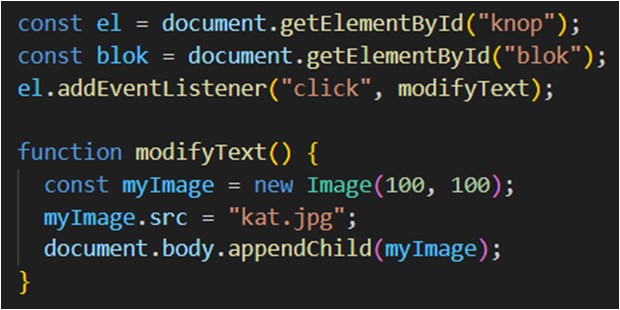 const el = document.getElementById("knop");
const blok = document.getElementById("blok");
el.addEventListener("click", modifyText);
function modifyText() {
const myImage = new Image(100, 100);
myImage.src = "kat.jpg";
document.body.appendChild(myImage);
}